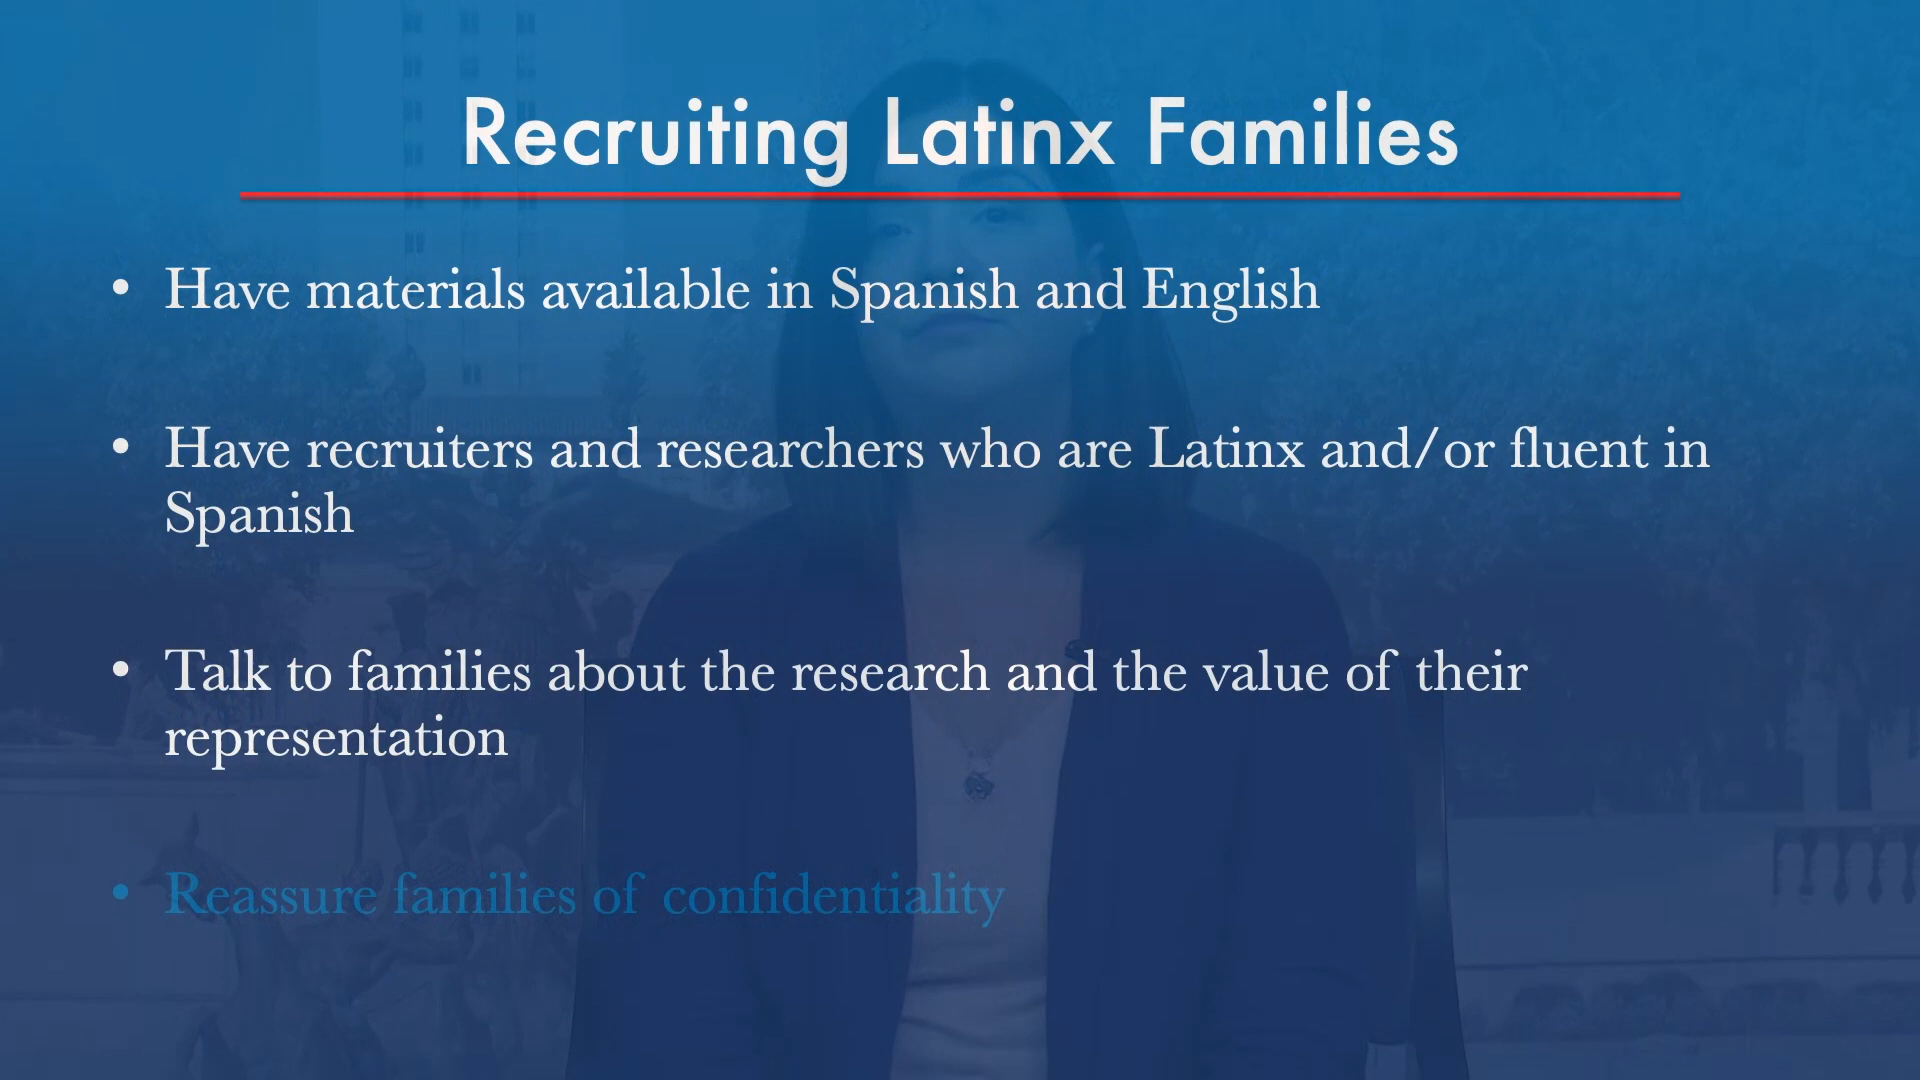 Recruiting Latinx Families
• Have materials available in Spanish and English
• Have recruiters and researchers who are Latinx and/or fluent in
Spanish
• Talk to families about the research and the value of their
representation
• Reassure families of confidentiality